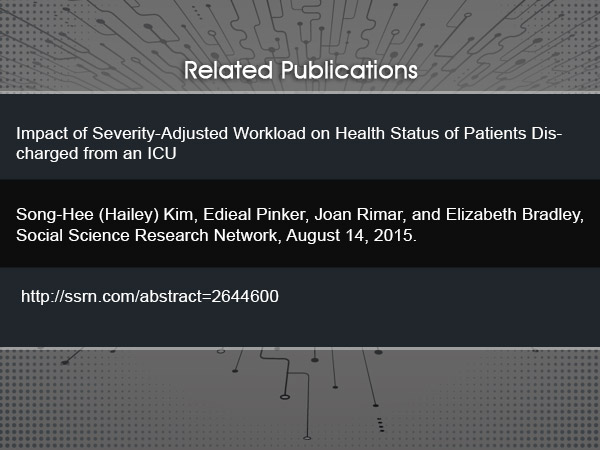 Related Publications
Impact of Severity-Adjusted Workload on Health Status of Patients Dis-
charged from an ICU
Song-Hee (Hailey) Kim, Edieal Pinker, Joan Rimar, and Elizabeth Bradley,
Social Science Research Network, August 14, 2015.
http://ssrn.com/abstract=2644600